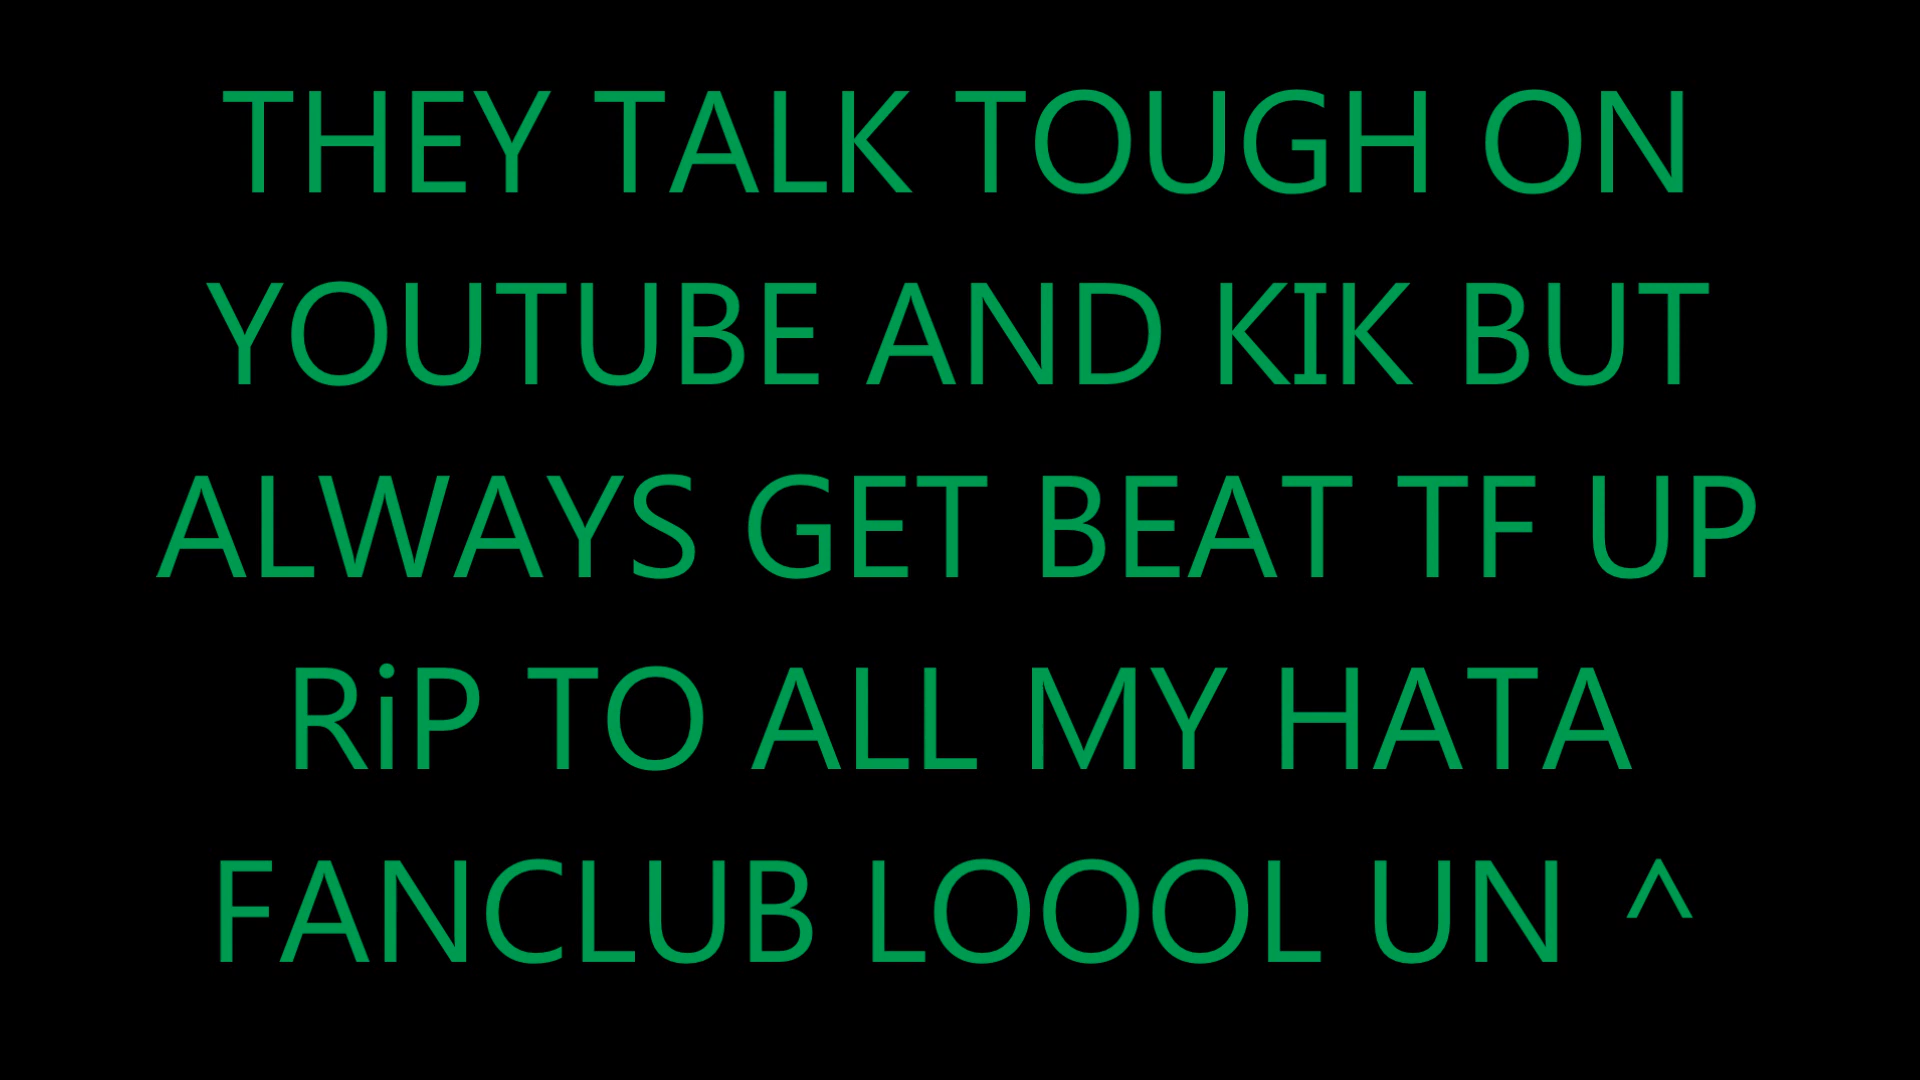 THEY TALK TOUGH ON
YOUTUBE AND KIK BUT
ALWAYS GET BEAT TF UP
RiP TO ALL MY HATA
FANCLUB LOOOL UN ^